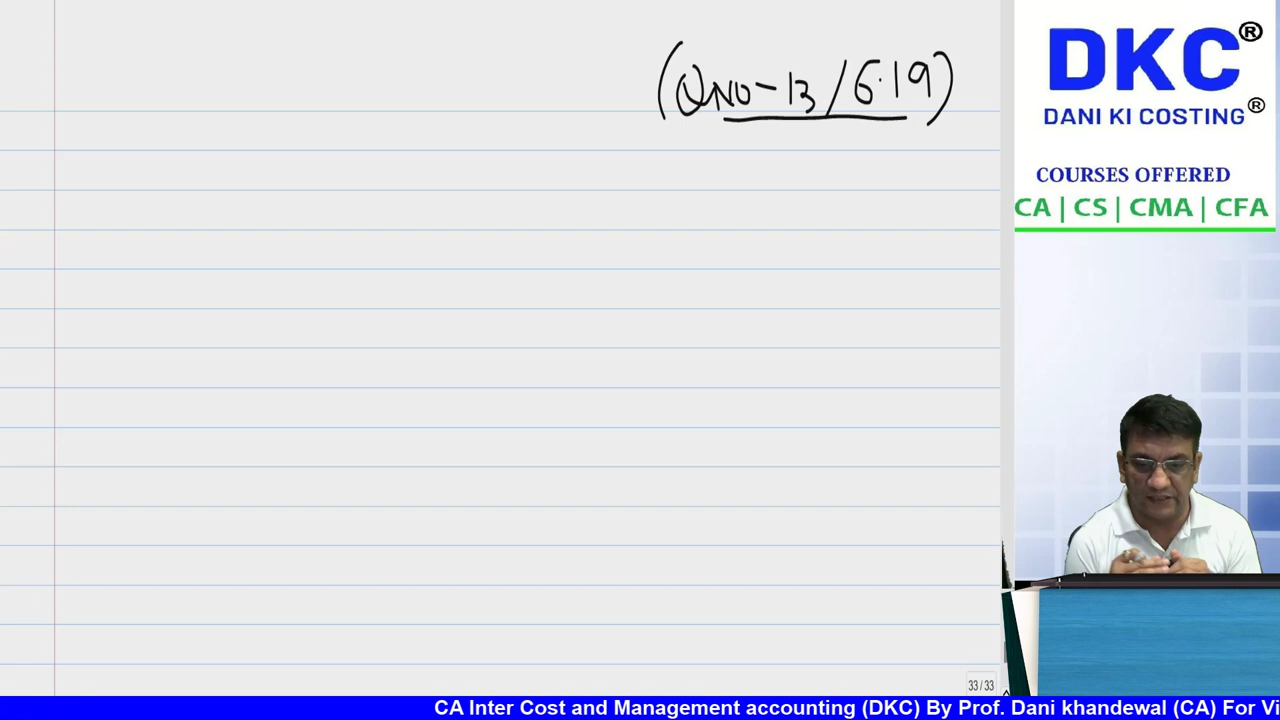 (QNO-13/6.19)
DKC®
DANI KI COSTING®
COURSES OFFERED
CA | CS | CMA | CFA
33/33
CA Inter Cost and Management accounting (DKC) By Prof. Dani khandewal (CA) For Vi